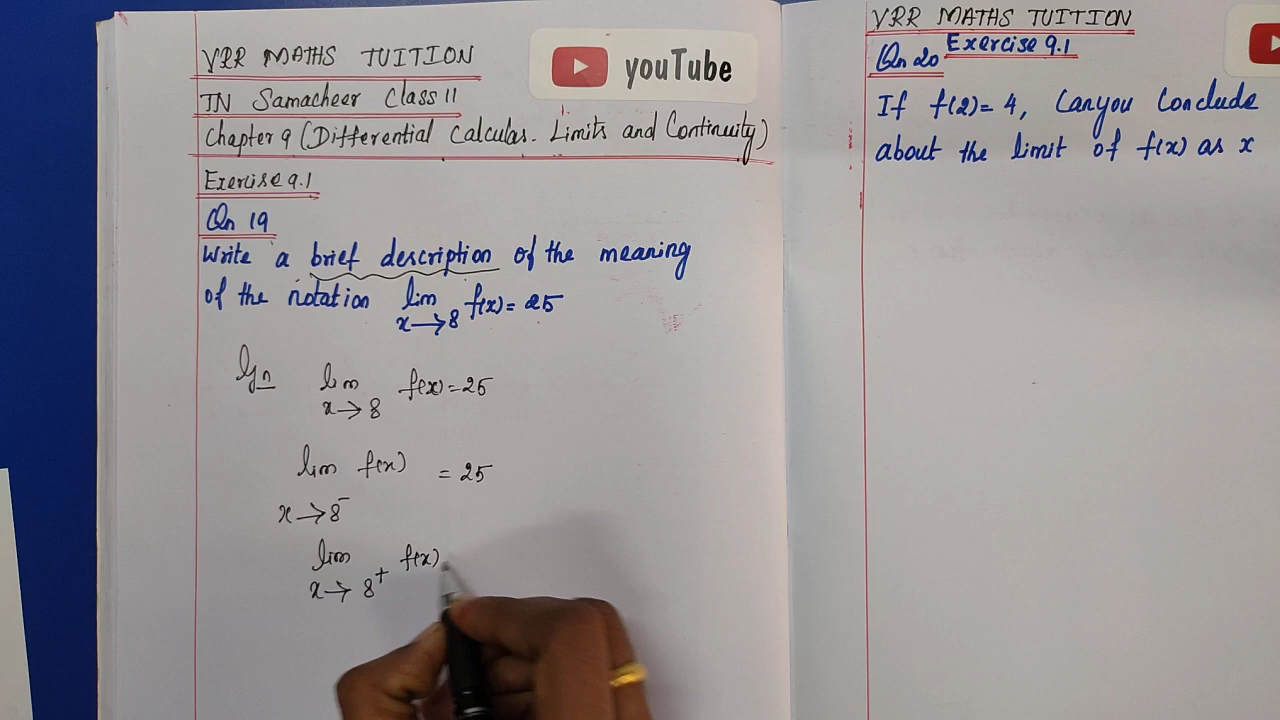 VRR MATHS TUITION
YouTube
TN Samacheer Class 11
Chapter 9 (Differential Calculas. Limits and Continuity)
Exercise 9.1
Qn 19
Write a brief description of the meaning
of the notation lim x→8 f(x) = 25
Gn lim x→8 f(x) = 25
lim f(x) = 25
x→8⁻
lim x→8⁺ f(x)
VRR MATHS TUITION
Qn 20 Exercise 9.1
If f(2) = 4, Can you Conclude
about the limit of f(x) as x